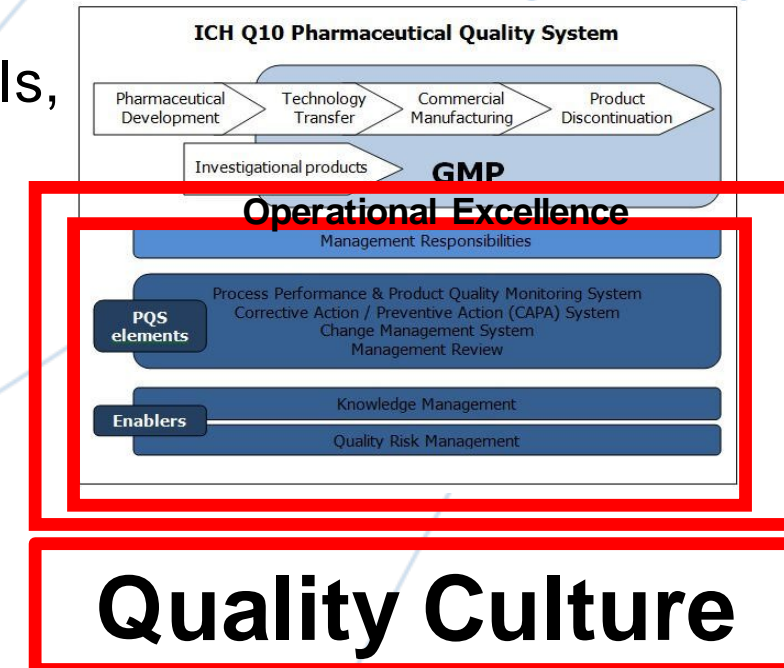 ICH Q10 Pharmaceutical Quality System
ls,
Pharmaceutical
Development
Technology
Transfer
Commercial
Manufacturing
Product
Discontinuation
Investigational products
GMP
Operational Excellence
Management Responsibilities
PQS
elements
Process Performance & Product Quality Monitoring System
Corrective Action / Preventive Action (CAPA) System
Change Management System
Management Review
Enablers
Knowledge Management
Quality Risk Management
Quality Culture